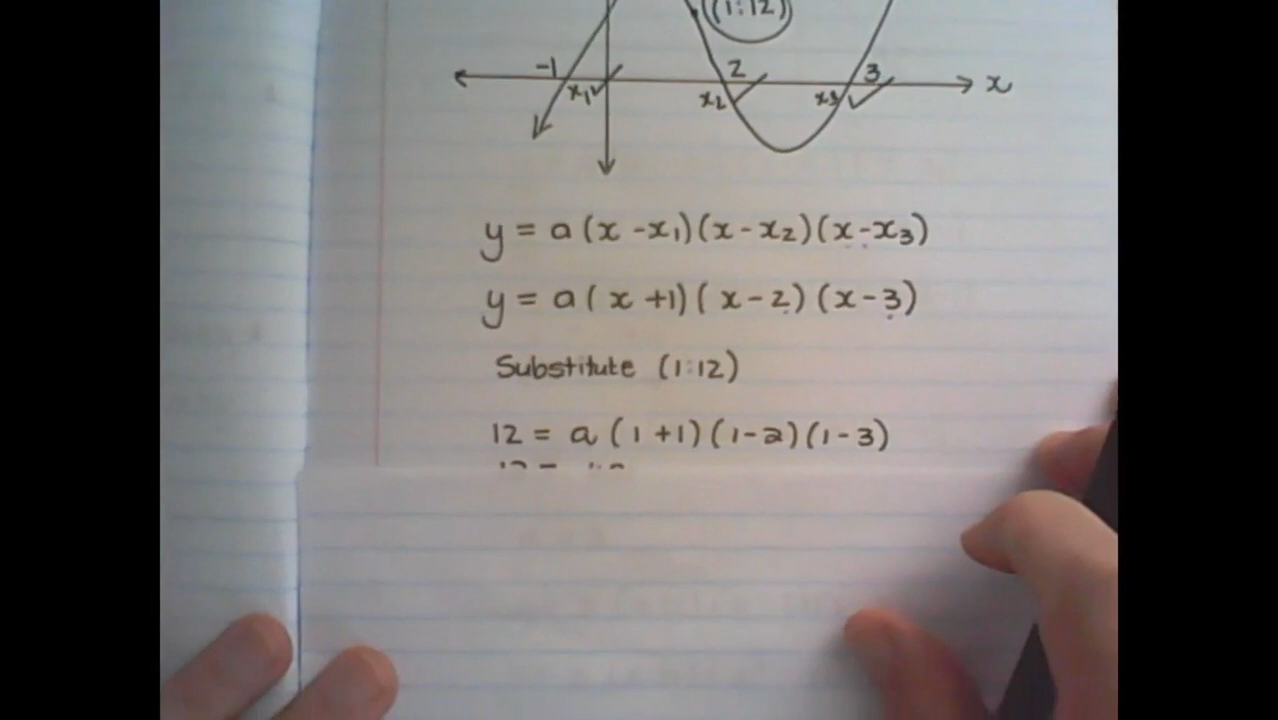 (1:12)
-1 2 3 x
x₁ x₂ x₃
y = a(x - x₁)(x - x₂)(x - x₃)
y = a(x + 1)(x - 2)(x - 3)
Substitute (1:12)
12 = a(1 + 1)(1 - 2)(1 - 3)